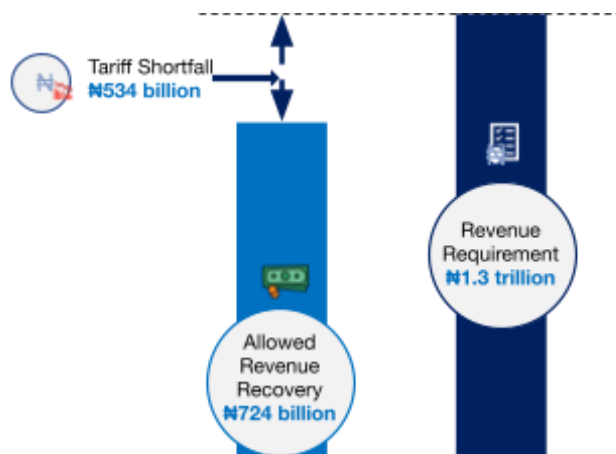 Tariff Shortfall
₦534 billion
Revenue
Requirement
₦1.3 trillion
Allowed
Revenue
Recovery
₦724 billion